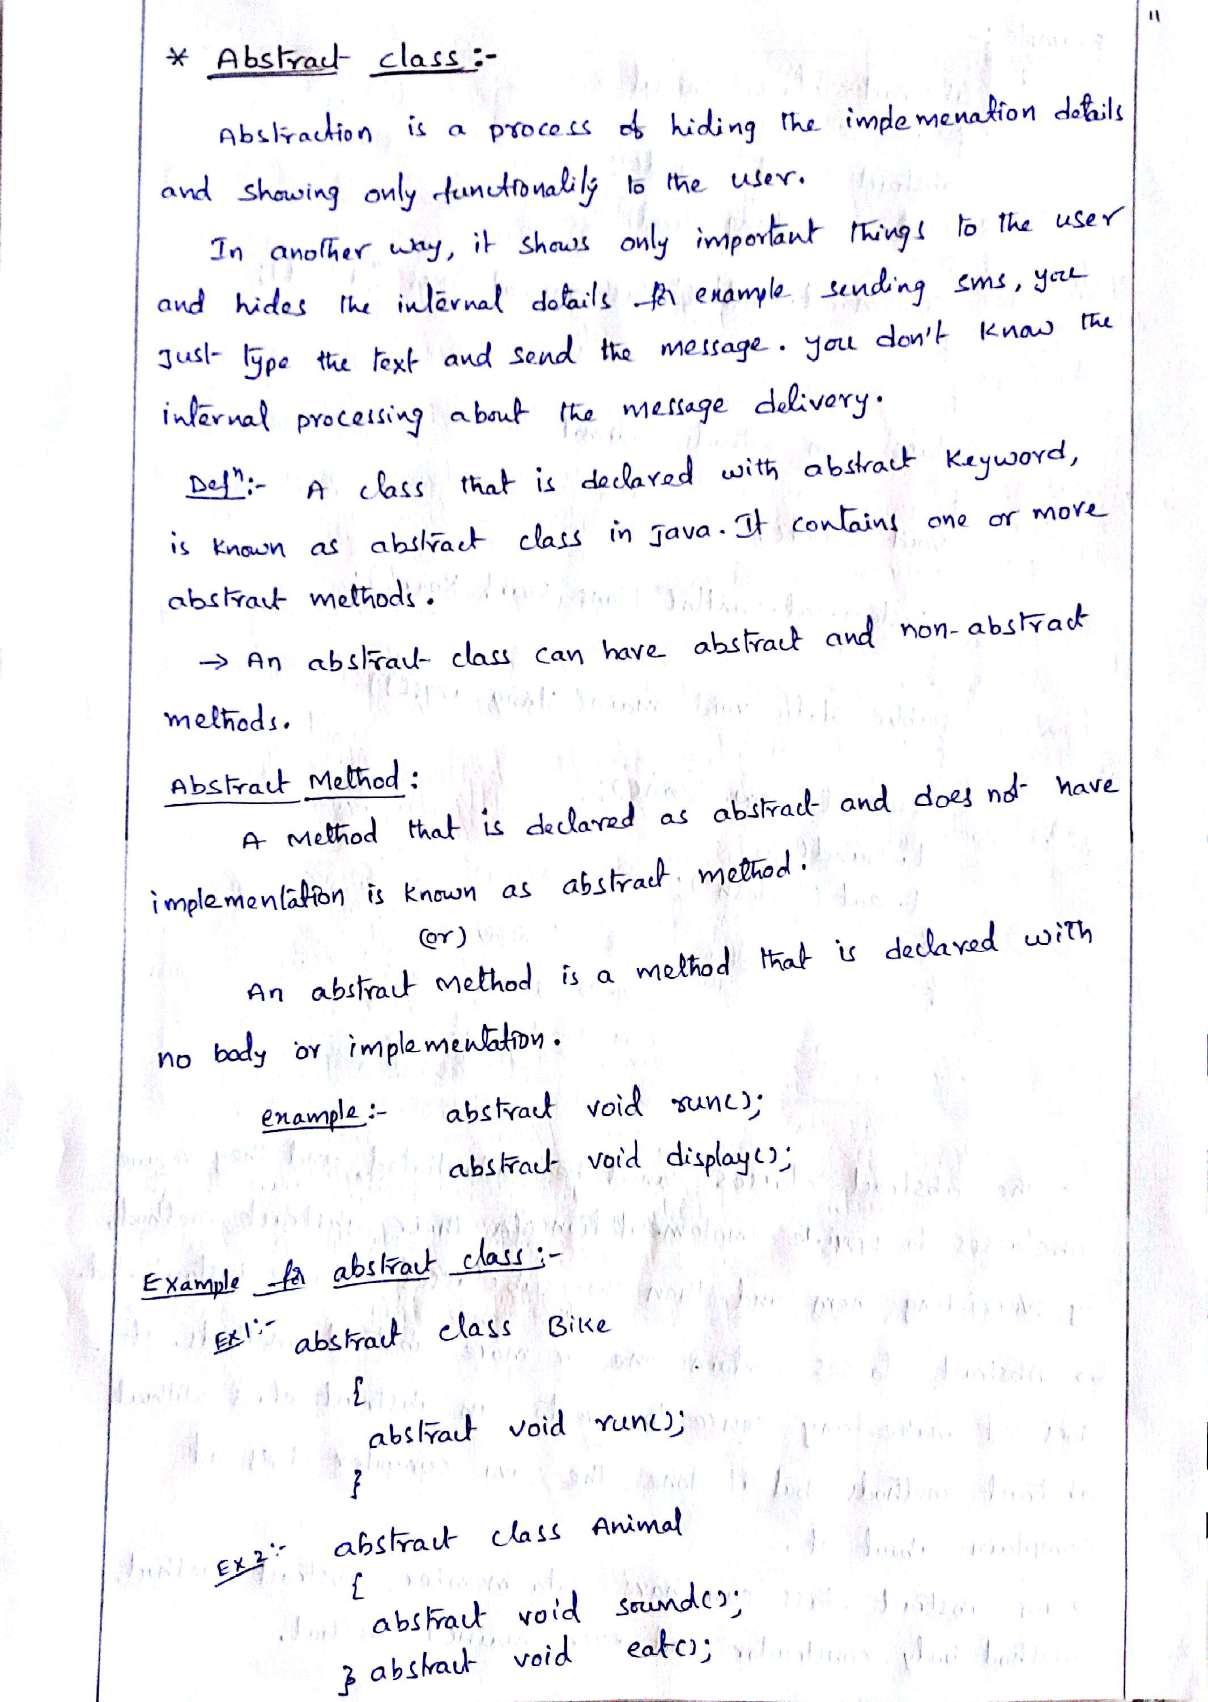 11
* Abstract class :-
Abstraction is a process of hiding the implemenation details
and showing only functionality to the user.
In another way, it shows only important things to the user
and hides the internal details for example sending sms, you
Just type the text and send the message. you don't know the
internal processing about the message delivery.
Defn:- A class that is declared with abstract keyword,
is known as abstract class in java. It contains one or more
abstract methods.
→ An abstract class can have abstract and non-abstract
methods.
Abstract Method :
A method that is declared as abstract and does not have
implementation is known as abstract method.
(or)
An abstract method is a method that is declared with
no body or implementation.
example :- abstract void run();
abstract void display();
Example for abstract class :-
Ex1:- abstract class Bike
{
abstract void run();
}
Ex2:- abstract class Animal
{
abstract void sound();
} abstract void eat();